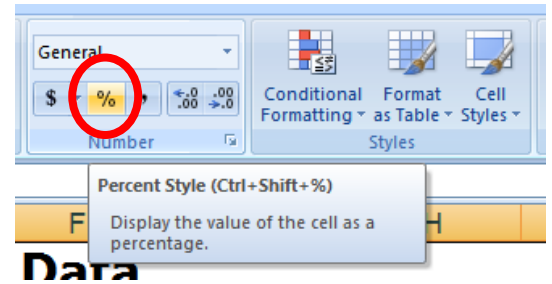 General
$ % , .0 .00 .00 .0
Conditional Formatting
Format as Table
Cell Styles
Number
Styles
Percent Style (Ctrl+Shift+%)
Display the value of the cell as a
percentage.
F H
Data